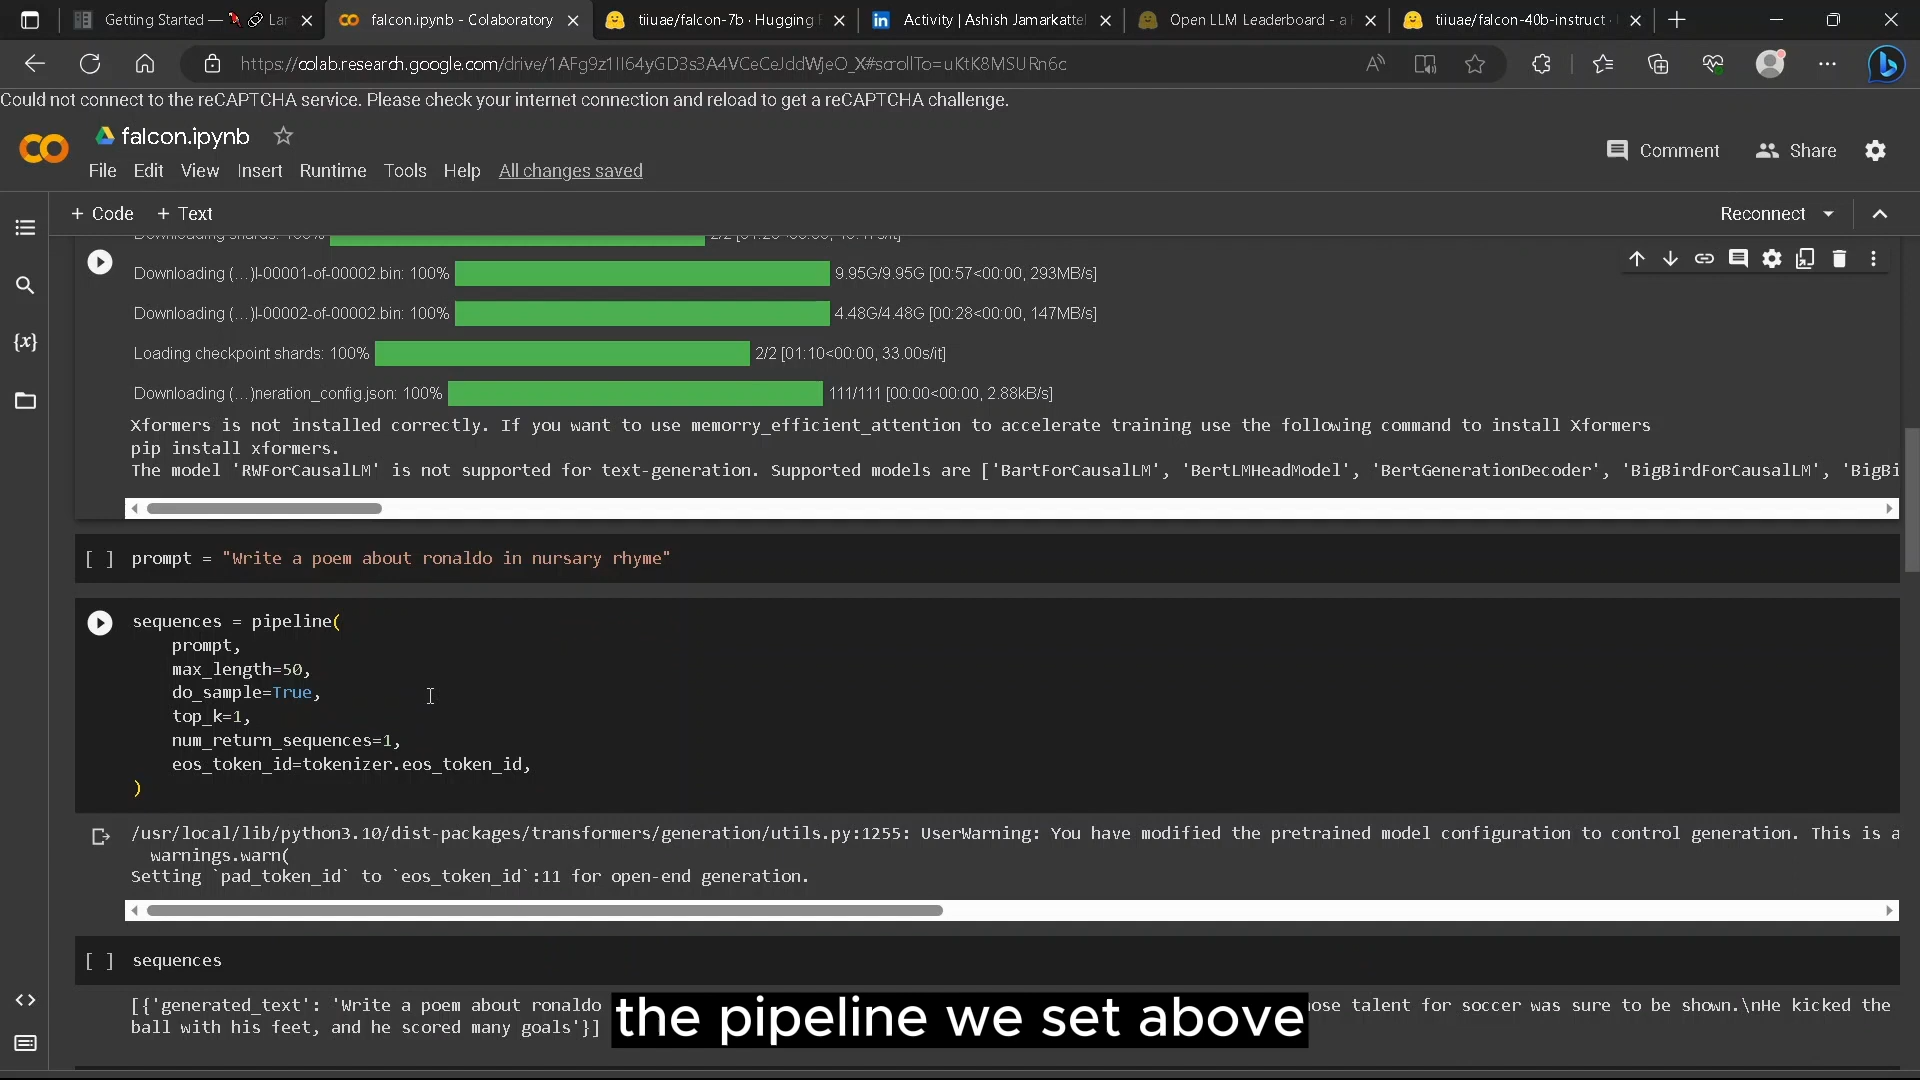 Getting Started — 🦜🔗 Lar
falcon.ipynb - Colaboratory
tiiuae/falcon-7b · Hugging F
Activity | Ashish Jamarkattel
Open LLM Leaderboard - a
tiiuae/falcon-40b-instruct ·
https://colab.research.google.com/drive/1AFg9z1II64yGD3s3A4VCeCeJddWjeO_X#scrollTo=uKtK8MSURn6c
Could not connect to the reCAPTCHA service. Please check your internet connection and reload to get a reCAPTCHA challenge.
falcon.ipynb
File Edit View Insert Runtime Tools Help All changes saved
Comment Share
+ Code + Text
Reconnect
Downloading (…)l-00001-of-00002.bin: 100% 9.95G/9.95G [00:57<00:00, 293MB/s]
Downloading (…)l-00002-of-00002.bin: 100% 4.48G/4.48G [00:28<00:00, 147MB/s]
Loading checkpoint shards: 100% 2/2 [01:10<00:00, 33.00s/it]
Downloading (…)neration_config.json: 100% 111/111 [00:00<00:00, 2.88kB/s]
Xformers is not installed correctly. If you want to use memorry_efficient_attention to accelerate training use the following command to install Xformers
pip install xformers.
The model 'RWForCausalLM' is not supported for text-generation. Supported models are ['BartForCausalLM', 'BertLMHeadModel', 'BertGenerationDecoder', 'BigBirdForCausalLM', 'BigBi
[ ] prompt = "Write a poem about ronaldo in nursary rhyme"
sequences = pipeline(
prompt,
max_length=50,
do_sample=True,
top_k=1,
num_return_sequences=1,
eos_token_id=tokenizer.eos_token_id,
)
/usr/local/lib/python3.10/dist-packages/transformers/generation/utils.py:1255: UserWarning: You have modified the pretrained model configuration to control generation. This is a
warnings.warn(
Setting `pad_token_id` to `eos_token_id`:11 for open-end generation.
[ ] sequences
[{'generated_text': 'Write a poem about ronaldo ose talent for soccer was sure to be shown.\nHe kicked the
ball with his feet, and he scored many goals'}]
the pipeline we set above